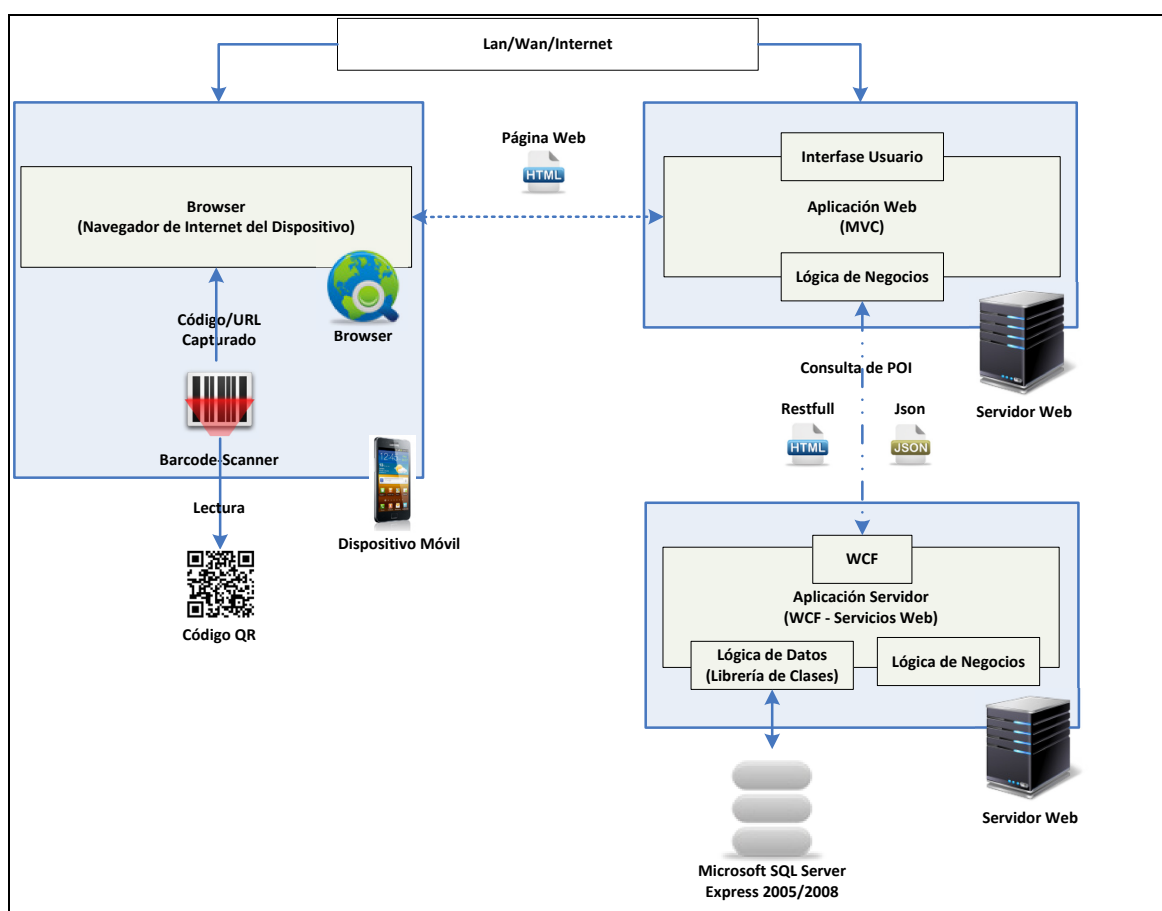 Lan/Wan/Internet
Página Web
HTML
Browser
(Navegador de Internet del Dispositivo)
Código/URL
Capturado
Browser
Barcode-Scanner
Lectura
Dispositivo Móvil
Código QR
Interfase Usuario
Aplicación Web
(MVC)
Lógica de Negocios
Servidor Web
Consulta de POI
Restfull
Json
HTML
JSON
WCF
Aplicación Servidor
(WCF - Servicios Web)
Lógica de Datos
(Librería de Clases)
Lógica de Negocios
Servidor Web
Microsoft SQL Server
Express 2005/2008